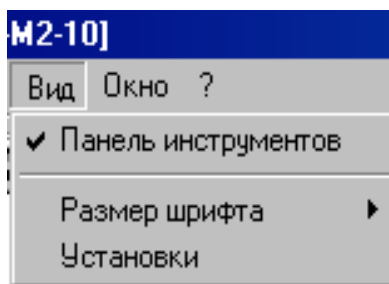 -M2-10]
Вид Окно ?
✔ Панель инструментов
Размер шрифта
Установки